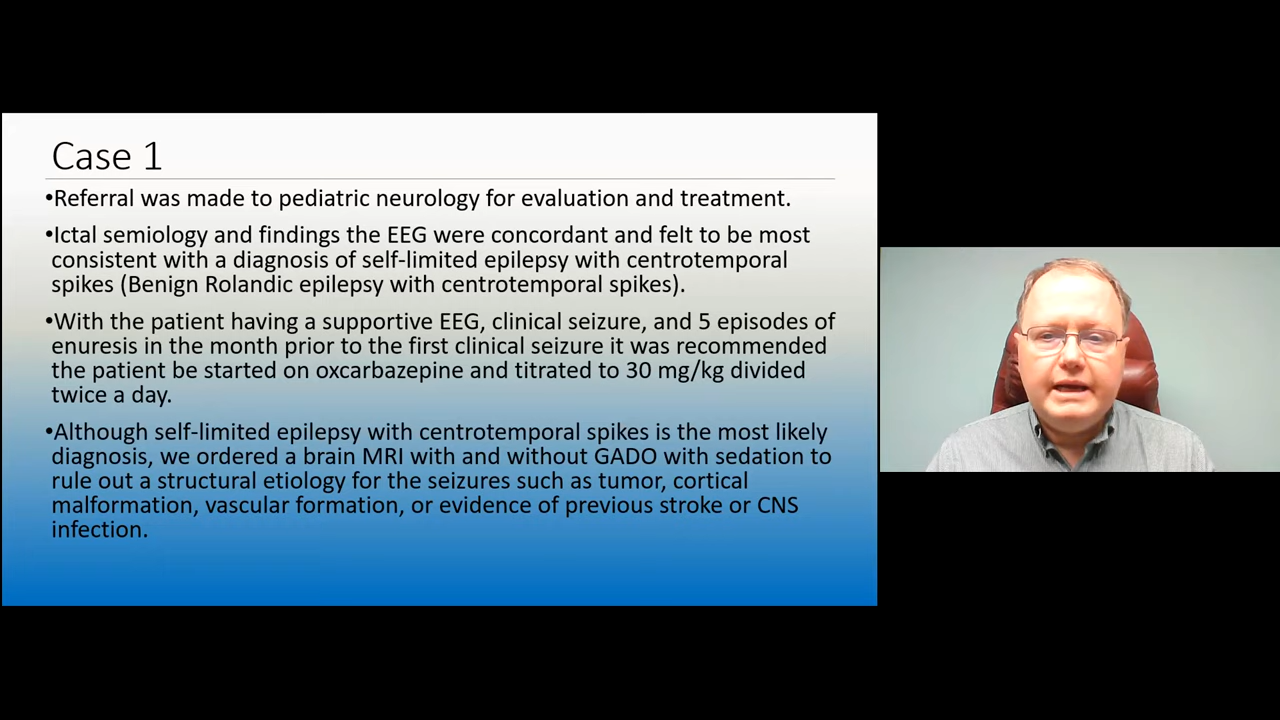 Case 1
•Referral was made to pediatric neurology for evaluation and treatment.
•Ictal semiology and findings the EEG were concordant and felt to be most
consistent with a diagnosis of self-limited epilepsy with centrotemporal
spikes (Benign Rolandic epilepsy with centrotemporal spikes).
•With the patient having a supportive EEG, clinical seizure, and 5 episodes of
enuresis in the month prior to the first clinical seizure it was recommended
the patient be started on oxcarbazepine and titrated to 30 mg/kg divided
twice a day.
•Although self-limited epilepsy with centrotemporal spikes is the most likely
diagnosis, we ordered a brain MRI with and without GADO with sedation to
rule out a structural etiology for the seizures such as tumor, cortical
malformation, vascular formation, or evidence of previous stroke or CNS
infection.